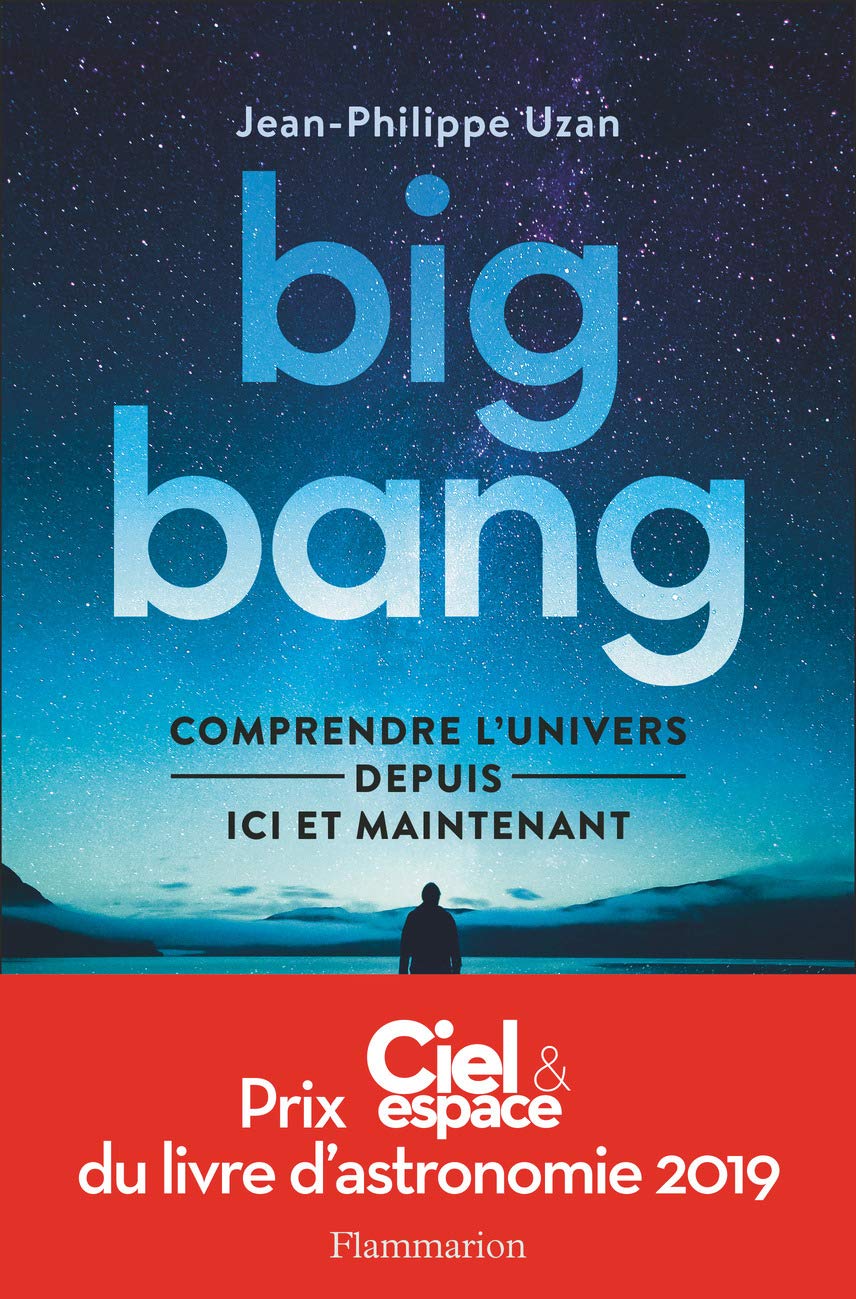 Jean-Philippe Uzan
big
bang
COMPRENDRE L'UNIVERS
DEPUIS
ICI ET MAINTENANT
Prix Ciel & espace
du livre d'astronomie 2019
Flammarion